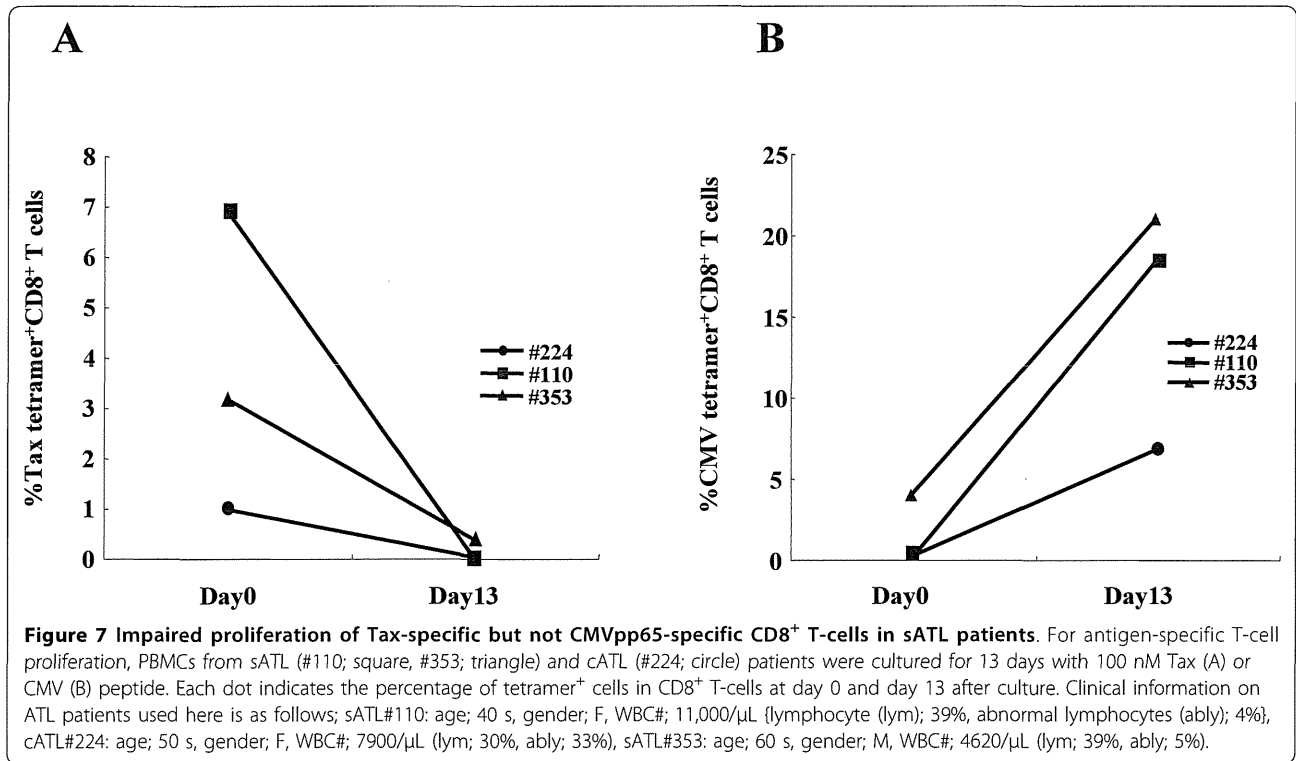 A
B
%Tax tetramer⁺CD8⁺ T cells
8
7
6
5
4
3
2
1
0
Day0
Day13
#224
#110
#353
%CMV tetramer⁺CD8⁺ T cells
25
20
15
10
5
0
Day0
Day13
#224
#110
#353
Figure 7 Impaired proliferation of Tax-specific but not CMVpp65-specific CD8⁺ T-cells in sATL patients. For antigen-specific T-cell
proliferation, PBMCs from sATL (#110; square, #353; triangle) and cATL (#224; circle) patients were cultured for 13 days with 100 nM Tax (A) or
CMV (B) peptide. Each dot indicates the percentage of tetramer⁺ cells in CD8⁺ T-cells at day 0 and day 13 after culture. Clinical information on
ATL patients used here is as follows; sATL#110: age; 40 s, gender; F, WBC#; 11,000/μL {lymphocyte (lym); 39%, abnormal lymphocytes (ably); 4%},
cATL#224: age; 50 s, gender; F, WBC#; 7900/μL (lym; 30%, ably; 33%), sATL#353: age; 60 s, gender; M, WBC#; 4620/μL (lym; 39%, ably; 5%).